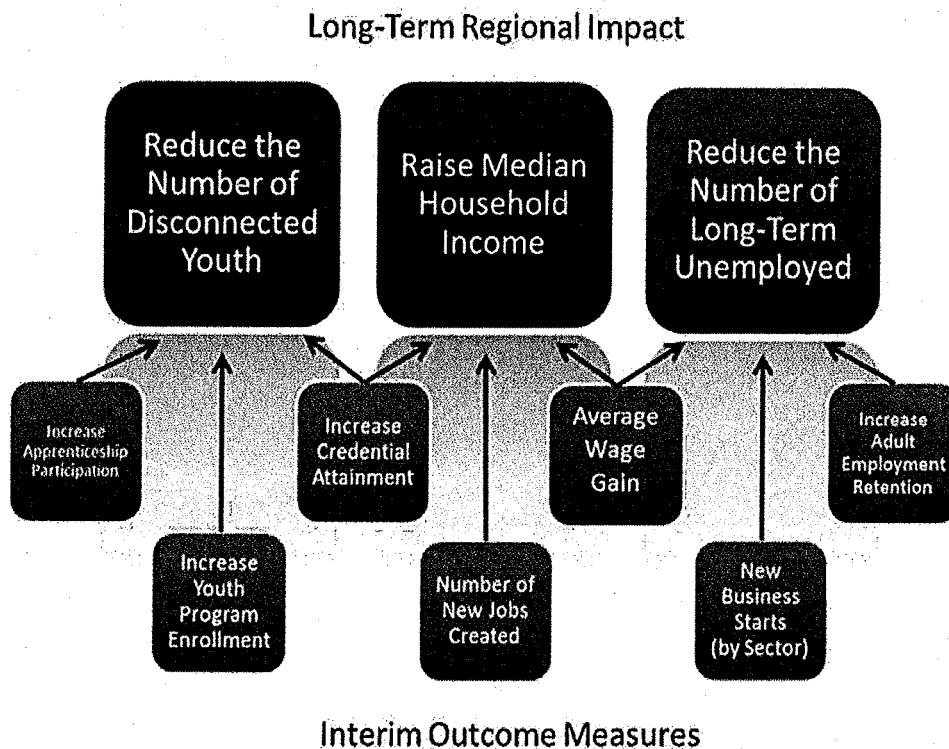 Long-Term Regional Impact
Reduce the
Number of
Disconnected
Youth
Raise Median
Household
Income
Reduce the
Number of
Long-Term
Unemployed
Increase
Apprenticeship
Participation
Increase
Credential
Attainment
Average
Wage
Gain
Increase
Adult
Employment
Retention
Increase
Youth
Program
Enrollment
Number of
New Jobs
Created
New
Business
Starts
(by Sector)
Interim Outcome Measures